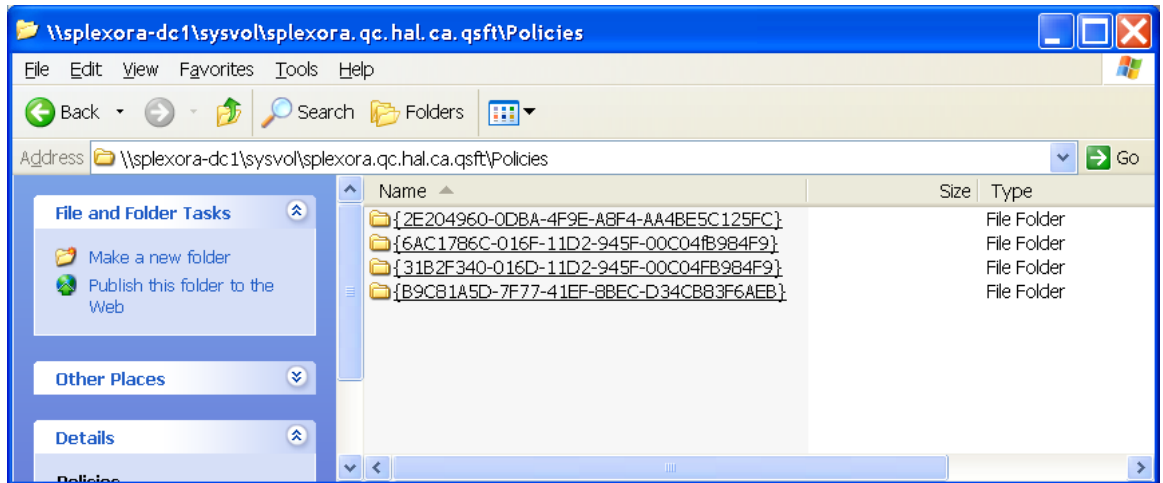 \\splexora-dc1\sysvol\splexora.qc.hal.ca.qsft\Policies
File Edit View Favorites Tools Help
Back Search Folders
Address \\splexora-dc1\sysvol\splexora.qc.hal.ca.qsft\Policies Go
Name Size Type
File and Folder Tasks
Make a new folder
Publish this folder to the
Web
Other Places
Details
Policies
{2E204960-0DBA-4F9E-A8F4-AA4BE5C125FC} File Folder
{6AC1786C-016F-11D2-945F-00C04fB984F9} File Folder
{31B2F340-016D-11D2-945F-00C04FB984F9} File Folder
{B9C81A5D-7F77-41EF-8BEC-D34CB83F6AEB} File Folder